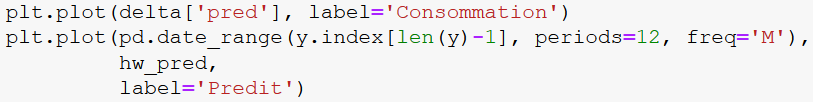 plt.plot(delta['pred'], label='Consommation')
plt.plot(pd.date_range(y.index[len(y)-1], periods=12, freq='M'),
         hw_pred,
         label='Predit')